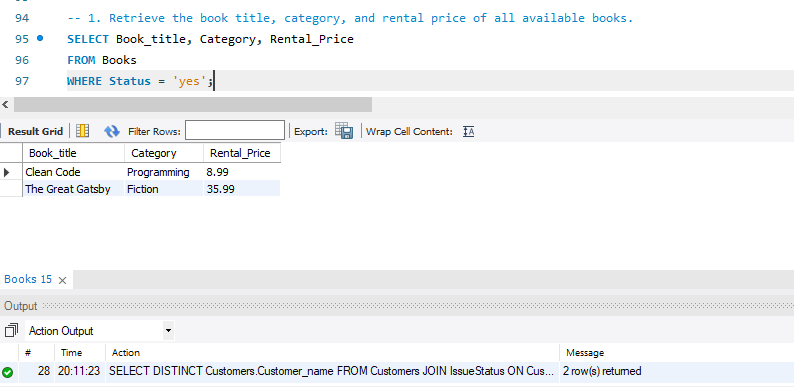 94 -- 1. Retrieve the book title, category, and rental price of all available books.
95 SELECT Book_title, Category, Rental_Price
96 FROM Books
97 WHERE Status = 'yes';
Result Grid Filter Rows: Export: Wrap Cell Content: IA
Book_title Category Rental_Price
Clean Code Programming 8.99
The Great Gatsby Fiction 35.99
Books 15
Output
Action Output
# Time Action Message
28 20:11:23 SELECT DISTINCT Customers.Customer_name FROM Customers JOIN IssueStatus ON Cus... 2 row(s) returned